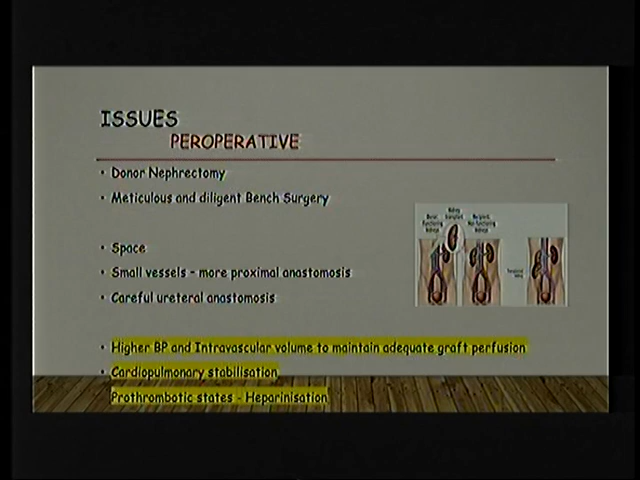 ISSUES
PEROPERATIVE
• Donor Nephrectomy
• Meticulous and diligent Bench Surgery
• Space
• Small vessels – more proximal anastomosis
• Careful ureteral anastomosis
• Higher BP and Intravascular volume to maintain adequate graft perfusion
• Cardiopulmonary stabilisation
Prothrombotic states - Heparinisation